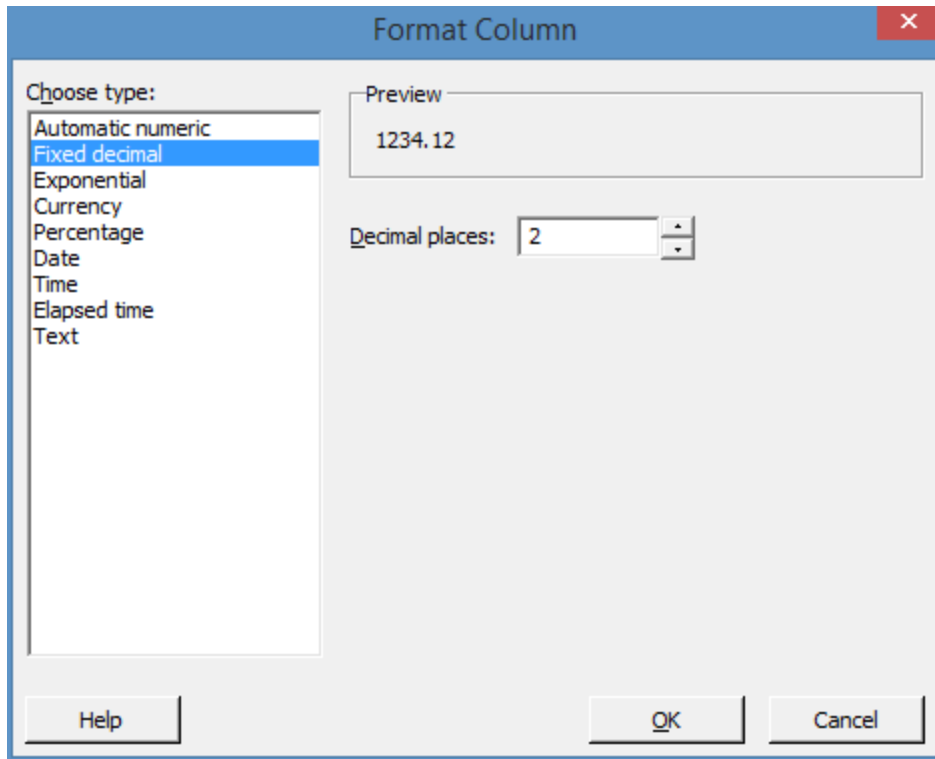 Format Column
Choose type:
Automatic numeric
Fixed decimal
Exponential
Currency
Percentage
Date
Time
Elapsed time
Text
Preview
1234.12
Decimal places: 2
Help
OK
Cancel